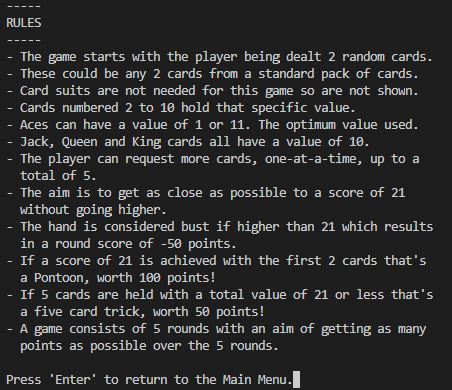 -----
RULES
-----
- The game starts with the player being dealt 2 random cards.
- These could be any 2 cards from a standard pack of cards.
- Card suits are not needed for this game so are not shown.
- Cards numbered 2 to 10 hold that specific value.
- Aces can have a value of 1 or 11. The optimum value used.
- Jack, Queen and King cards all have a value of 10.
- The player can request more cards, one-at-a-time, up to a
total of 5.
- The aim is to get as close as possible to a score of 21
without going higher.
- The hand is considered bust if higher than 21 which results
in a round score of -50 points.
- If a score of 21 is achieved with the first 2 cards that's
a Pontoon, worth 100 points!
- If 5 cards are held with a total value of 21 or less that's
a five card trick, worth 50 points!
- A game consists of 5 rounds with an aim of getting as many
points as possible over the 5 rounds.
Press 'Enter' to return to the Main Menu.